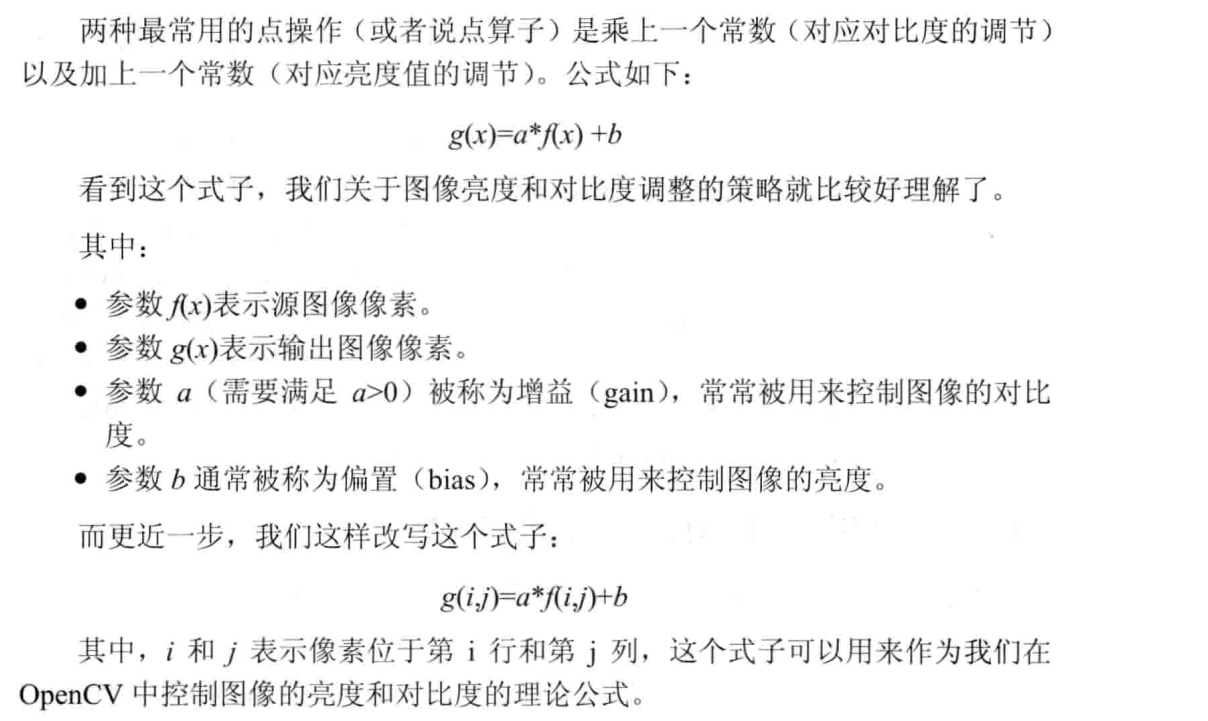 两种最常用的点操作（或者说点算子）是乘上一个常数（对应对比度的调节）
以及加上一个常数（对应亮度值的调节）。公式如下：
g(x)=a*f(x) +b
看到这个式子，我们关于图像亮度和对比度调整的策略就比较好理解了。
其中：
● 参数 f(x)表示源图像像素。
● 参数 g(x)表示输出图像像素。
● 参数 a（需要满足 a>0）被称为增益（gain），常常被用来控制图像的对比
度。
● 参数 b 通常被称为偏置（bias），常常被用来控制图像的亮度。
而更近一步，我们这样改写这个式子：
g(i,j)=a*f(i,j)+b
其中，i 和 j 表示像素位于第 i 行和第 j 列，这个式子可以用来作为我们在
OpenCV 中控制图像的亮度和对比度的理论公式。